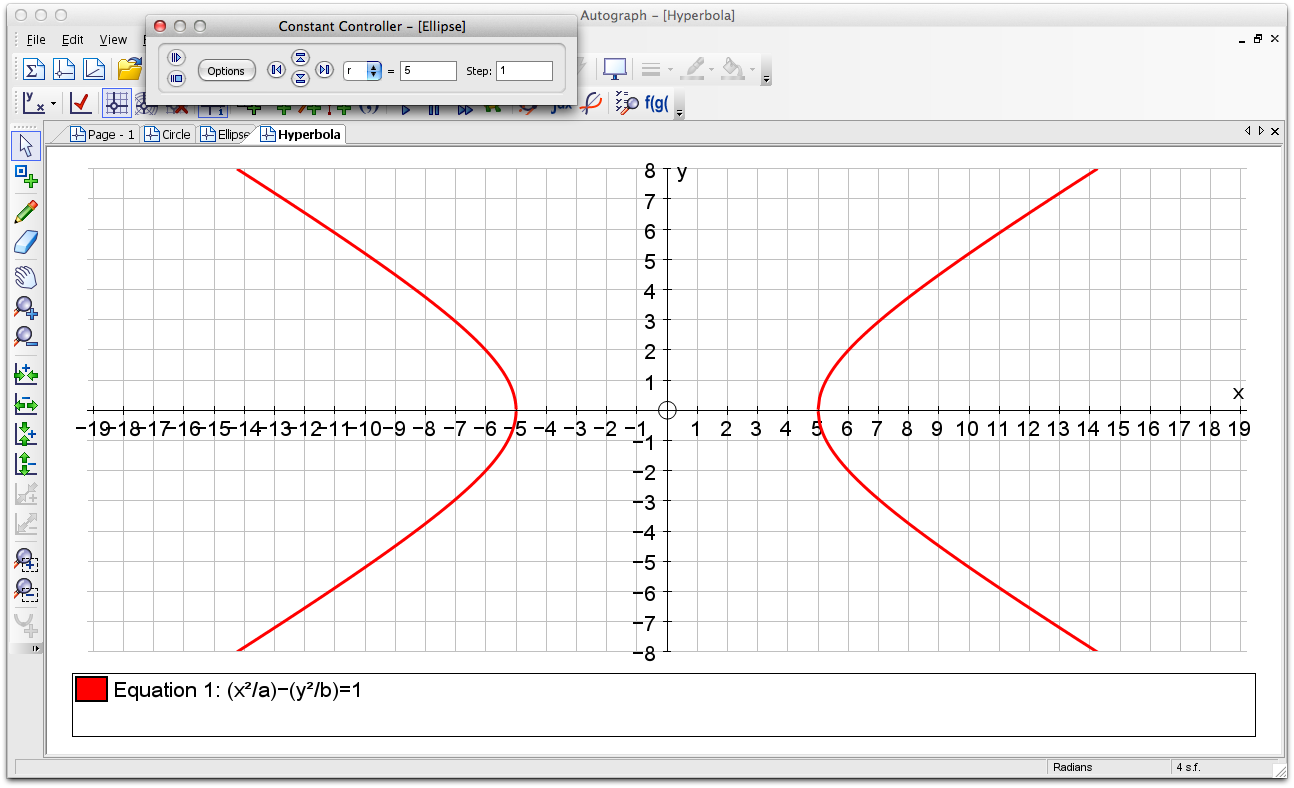 Autograph – [Hyperbola]
Constant Controller – [Ellipse]
File Edit View
Options r = 5 Step: 1
f(g(
Page - 1 Circle Ellipse Hyperbola
8 y
7
6
5
4
3
2
1
x
−19 −18 −17 −16 −15 −14 −13 −12 −11 −10 −9 −8 −7 −6 −5 −4 −3 −2 −1 1 2 3 4 5 6 7 8 9 10 11 12 13 14 15 16 17 18 19
−1
−2
−3
−4
−5
−6
−7
−8
Equation 1: (x²/a)−(y²/b)=1
Radians 4 s.f.